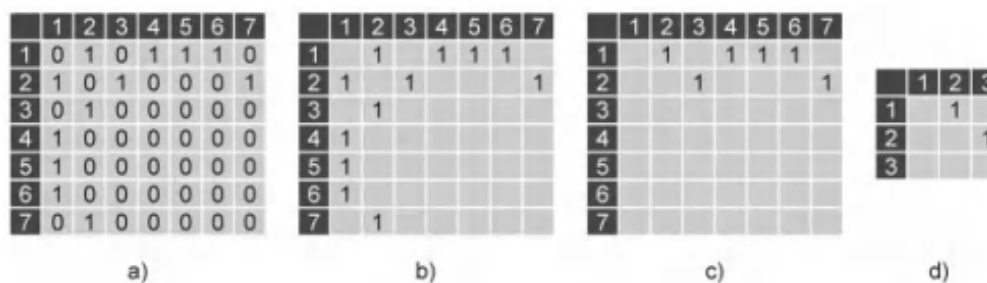 1 2 3 4 5 6 7
1 0 1 0 1 1 1 0
2 1 0 1 0 0 0 1
3 0 1 0 0 0 0 0
4 1 0 0 0 0 0 0
5 1 0 0 0 0 0 0
6 1 0 0 0 0 0 0
7 0 1 0 0 0 0 0
a)
1 2 3 4 5 6 7
1 1 1 1 1
2 1 1 1
3 1
4 1
5 1
6 1
7 1
b)
1 2 3 4 5 6 7
1 1 1 1 1
2 1 1
3
4
5
6
7
c)
1 2 3
1 1
2 1
3
d)